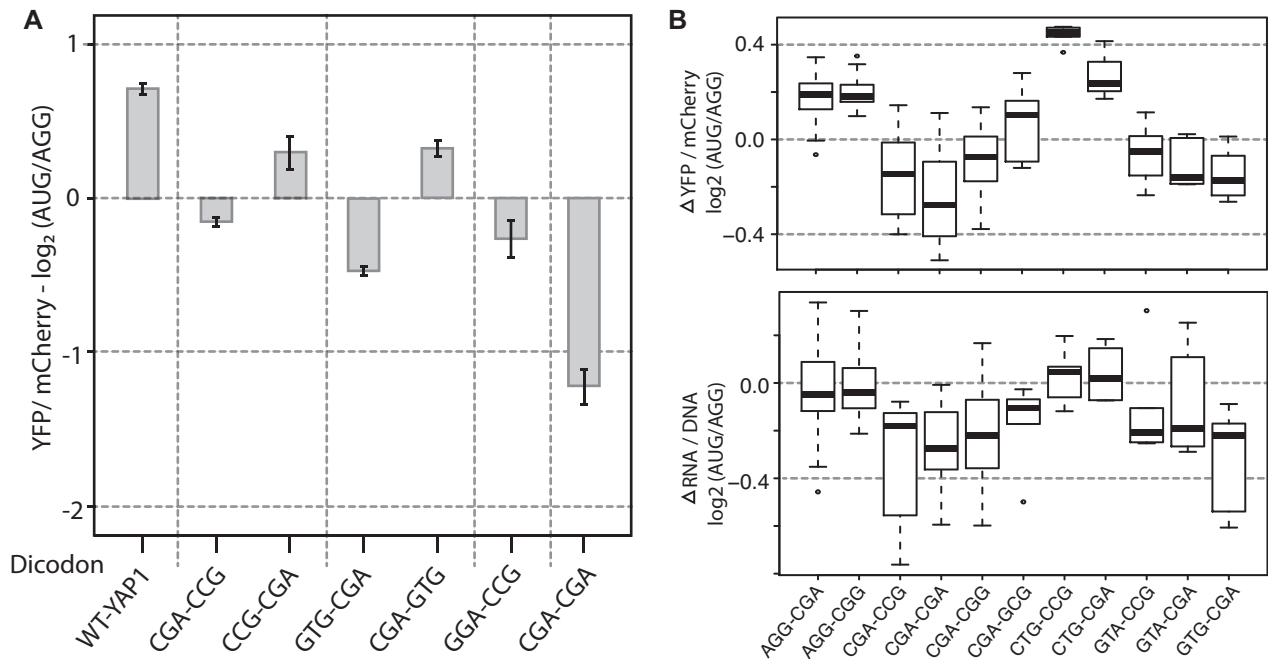 A
YFP/ mCherry - log₂ (AUG/AGG)
1
0
-1
-2
Dicodon
WT-YAP1
CGA-CCG
CCG-CGA
GTG-CGA
CGA-GTG
GGA-CCG
CGA-CGA
B
ΔYFP / mCherry
log2 (AUG/AGG)
0.4
0.0
−0.4
ΔRNA / DNA
log2 (AUG/AGG)
0.0
−0.4
AGG-CGA
AGG-CGG
CGA-CCG
CGA-CGA
CGA-CGG
CGA-GCG
CTG-CCG
CTG-CGA
GTA-CCG
GTA-CGA
GTG-CGA